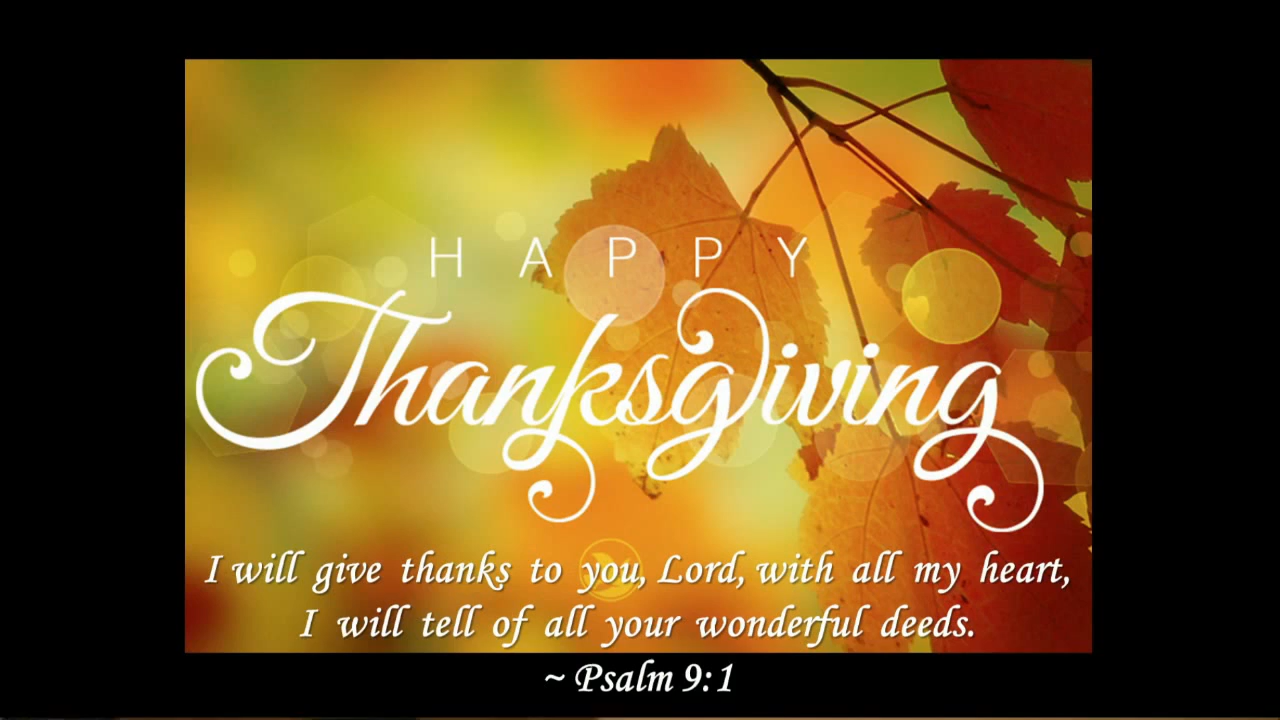 HAPPY
Thanksgiving
I will give thanks to you, Lord, with all my heart,
I will tell of all your wonderful deeds.
~ Psalm 9:1